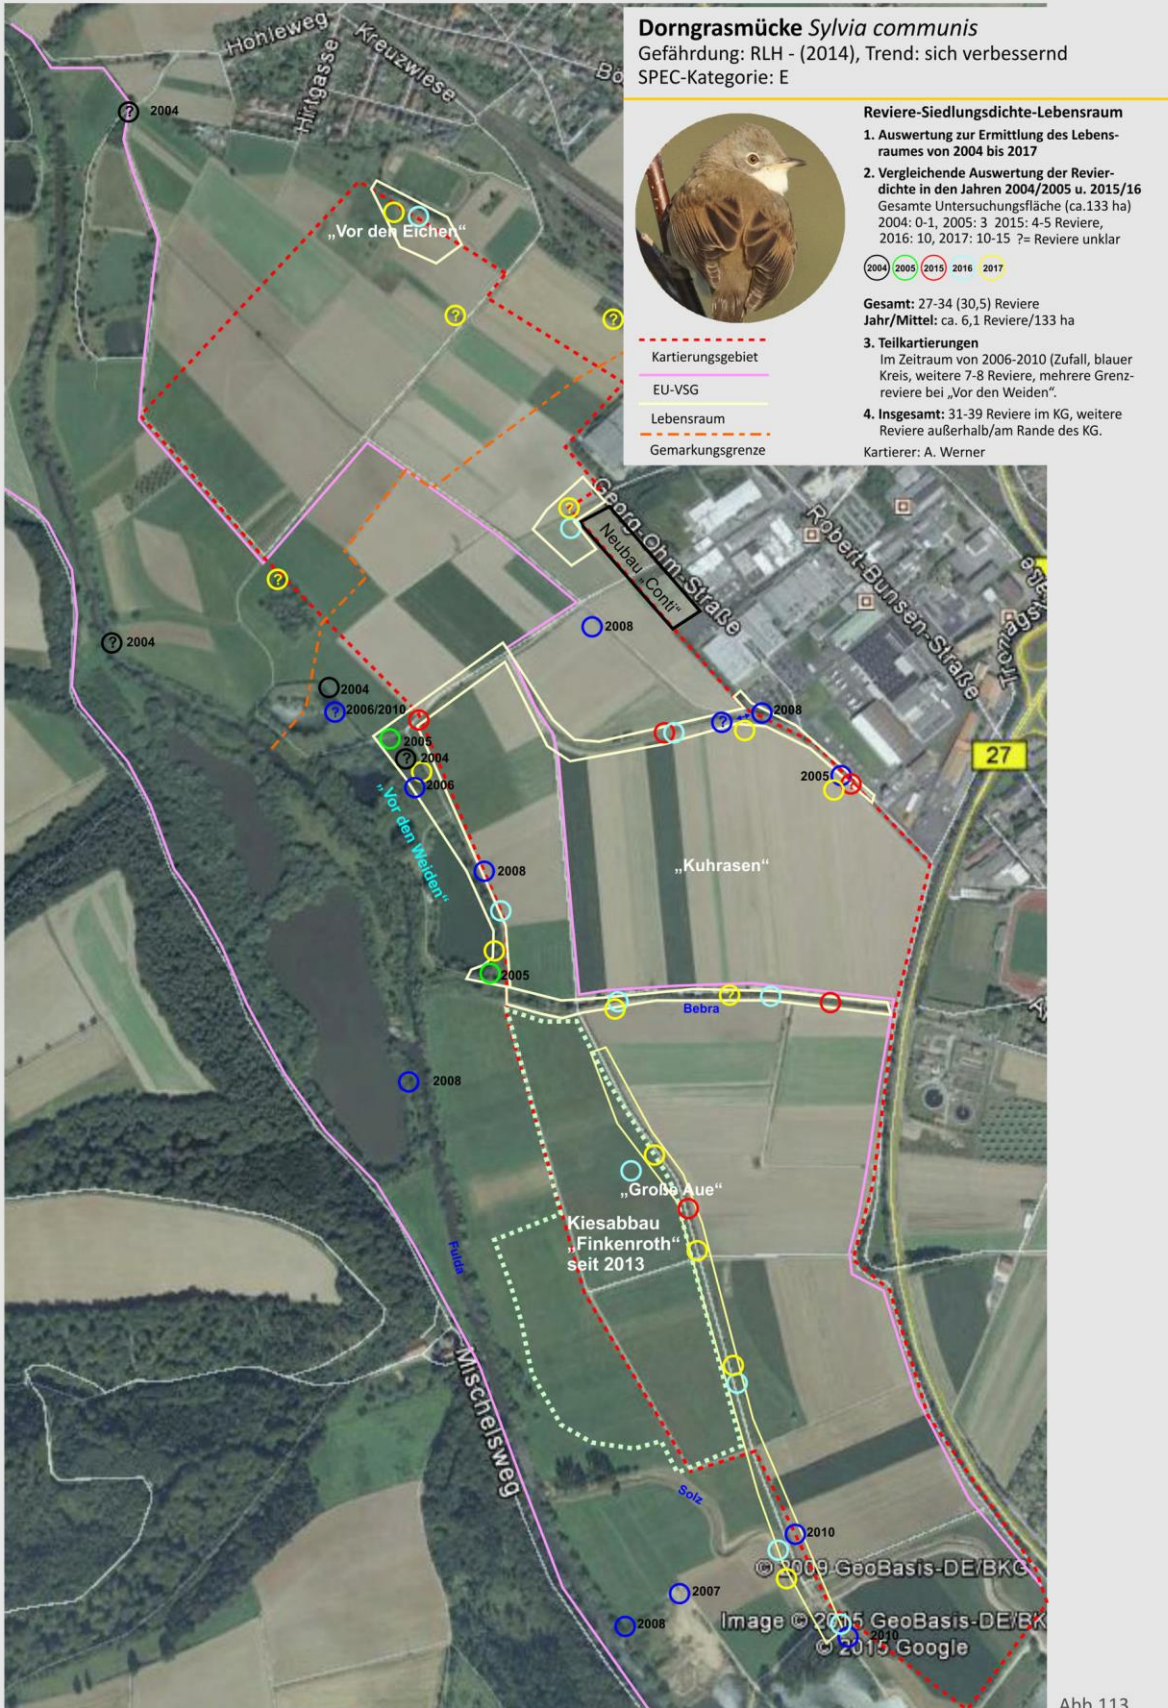 Dorngrasmücke Sylvia communis
Gefährdung: RLH - (2014), Trend: sich verbessernd
SPEC-Kategorie: E
Reviere-Siedlungsdichte-Lebensraum
1. Auswertung zur Ermittlung des Lebens-
raumes von 2004 bis 2017
2. Vergleichende Auswertung der Revier-
dichte in den Jahren 2004/2005 u. 2015/16
Gesamte Untersuchungsfläche (ca.133 ha)
2004: 0-1, 2005: 3 2015: 4-5 Reviere,
2016: 10, 2017: 10-15 ?= Reviere unklar
2004 2005 2015 2016 2017
Gesamt: 27-34 (30,5) Reviere
Jahr/Mittel: ca. 6,1 Reviere/133 ha
3. Teilkartierungen
Im Zeitraum von 2006-2010 (Zufall, blauer
Kreis, weitere 7-8 Reviere, mehrere Grenz-
reviere bei „Vor den Weiden“.
4. Insgesamt: 31-39 Reviere im KG, weitere
Reviere außerhalb/am Rande des KG.
Kartierer: A. Werner
Kartierungsgebiet
EU-VSG
Lebensraum
Gemarkungsgrenze
Hohleweg
Hirtgasse
Kreuzwiese
? 2004
„Vor den Eichen“
?
?
?
Georg-Ohm-Straße
Neubau „Conti“
Robert-Bunsen-Straße
27
?
2008
? 2004
2004
? 2006/2010
2005
? 2004
2006
„Vor den Weiden“
? 2008
2005
2008
„Kuhrasen“
2005
?
Bebra
2008
„Große Aue“
Kiesabbau
„Finkenroth“
seit 2013
Fulda
Mischelsweg
Solz
2010
© 2009 GeoBasis-DE/BKG
2007
2008
Image © 2015 GeoBasis-DE/BK
2010
© 2015 Google
Abb 113